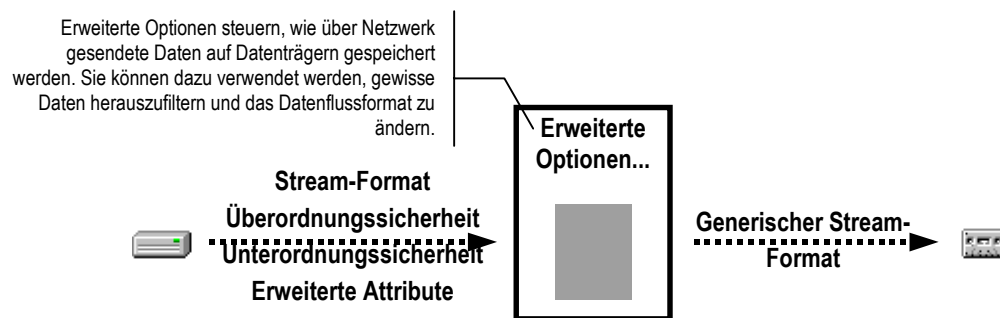 Erweiterte Optionen steuern, wie über Netzwerk
gesendete Daten auf Datenträgern gespeichert
werden. Sie können dazu verwendet werden, gewisse
Daten herauszufiltern und das Datenflussformat zu
ändern.
Erweiterte
Optionen...
Stream-Format
Überordnungssicherheit
Unterordnungssicherheit
Erweiterte Attribute
Generischer Stream-
Format